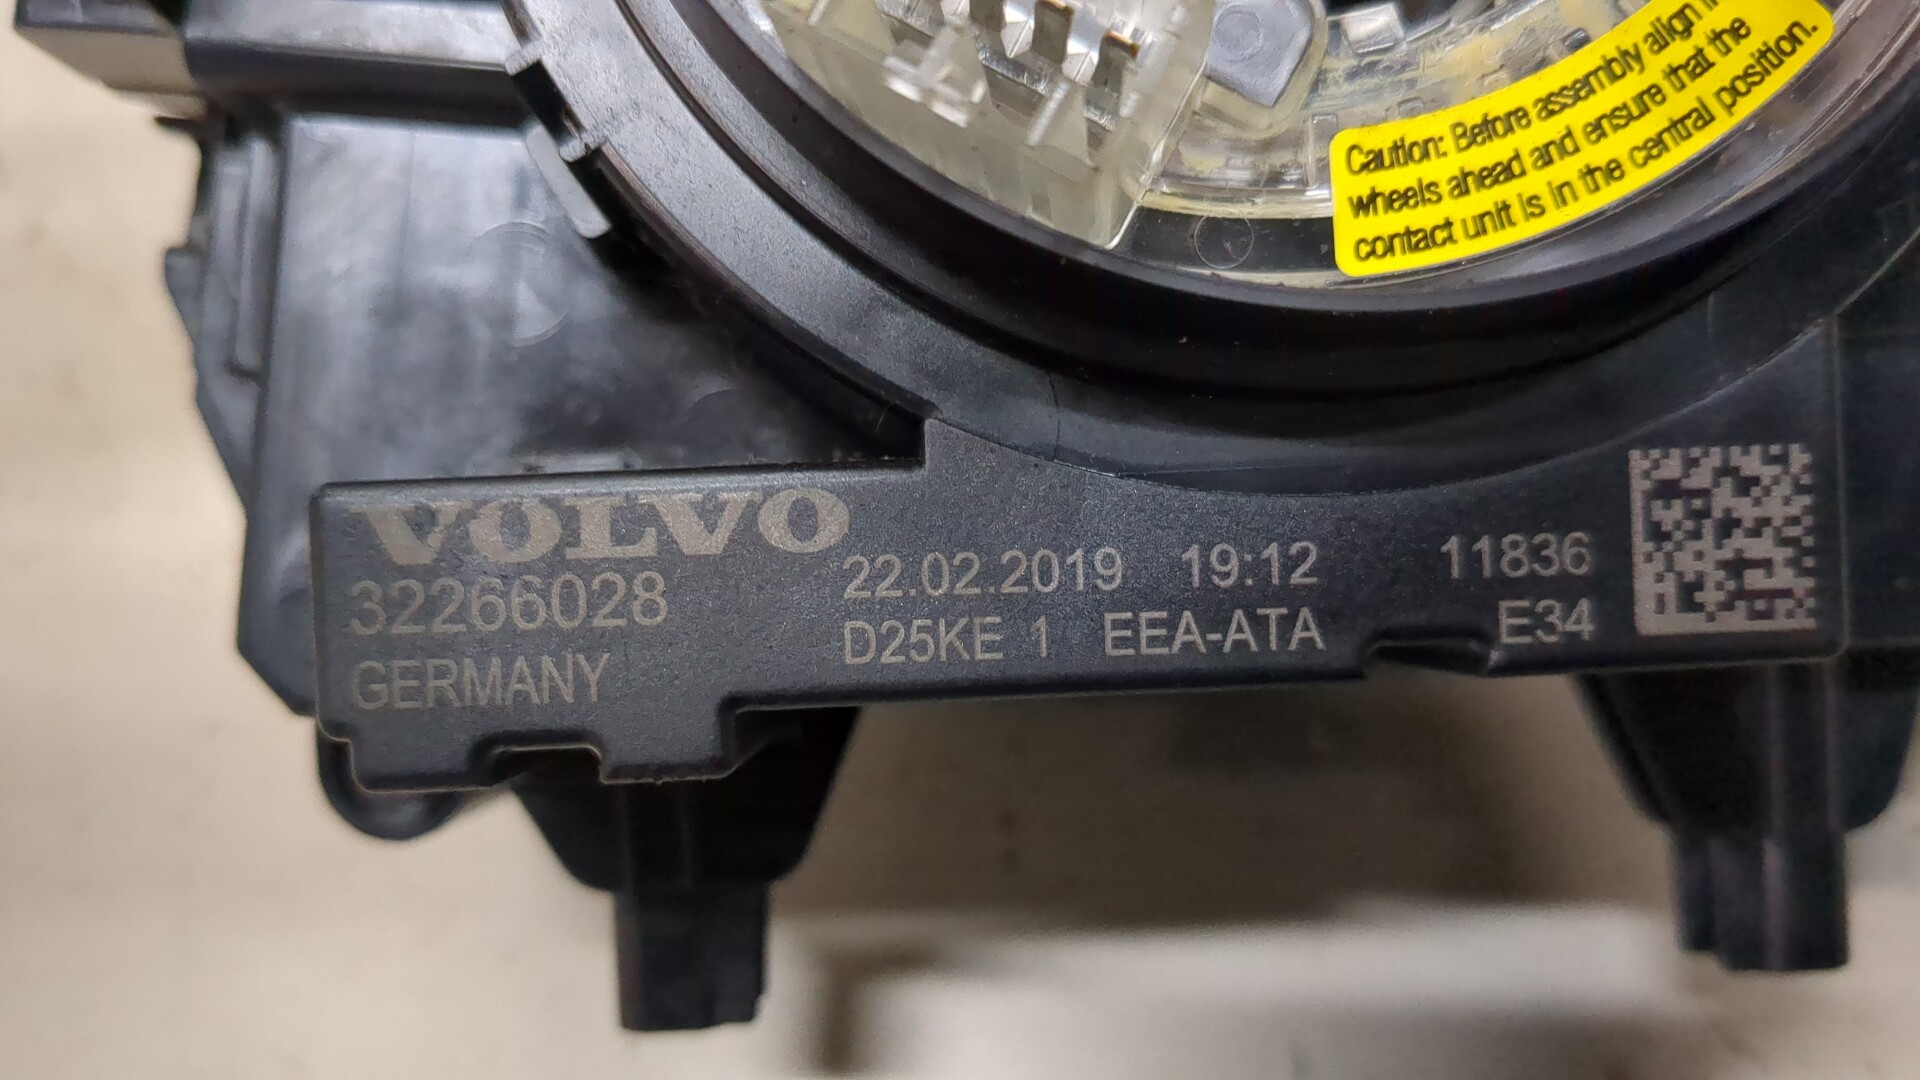 Caution: Before assembly align
wheels ahead and ensure that the
contact unit is in the central position.
VOLVO
32266028
GERMANY
22.02.2019 19:12 11836
D25KE 1 EEA-ATA E34